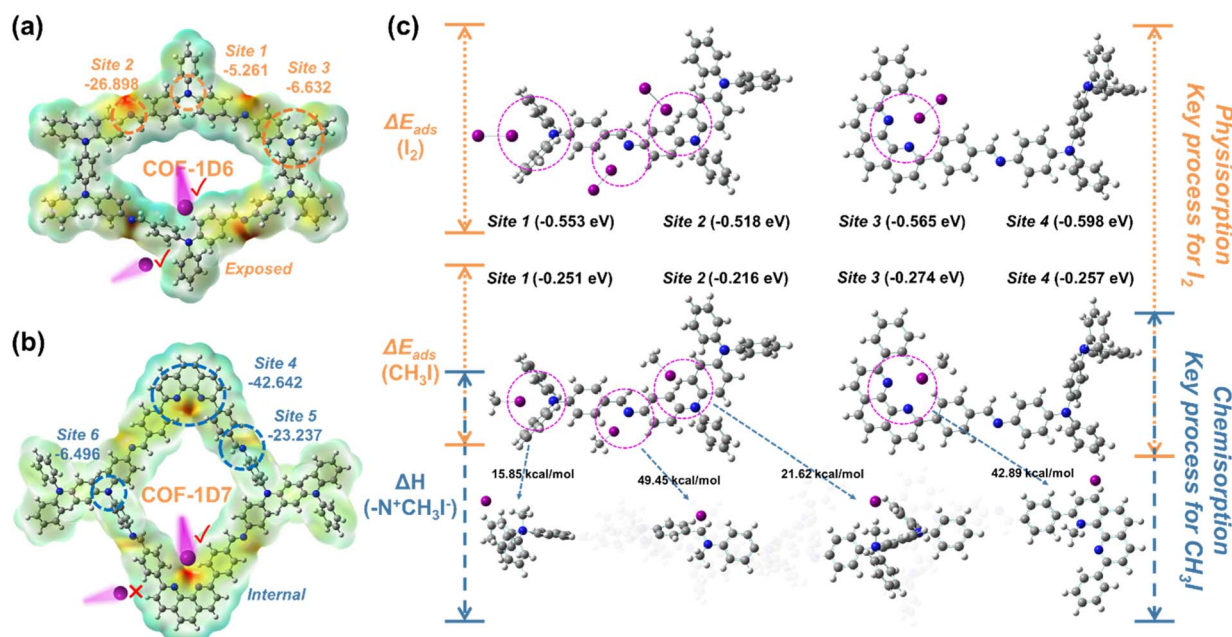 (a)
Site 2
-26.898
Site 1
-5.261
Site 3
-6.632
COF-1D6
Exposed
(b)
Site 4
-42.642
Site 5
-23.237
Site 6
-6.496
COF-1D7
Internal
(c)
ΔEads
(I2)
Site 1 (-0.553 eV)
Site 2 (-0.518 eV)
Site 3 (-0.565 eV)
Site 4 (-0.598 eV)
Site 1 (-0.251 eV)
Site 2 (-0.216 eV)
Site 3 (-0.274 eV)
Site 4 (-0.257 eV)
ΔEads
(CH3I)
15.85 kcal/mol
49.45 kcal/mol
21.62 kcal/mol
42.89 kcal/mol
ΔH
(-N+CH3I-)
Physisorption
Key process for I2
Chemisorption
Key process for CH3I